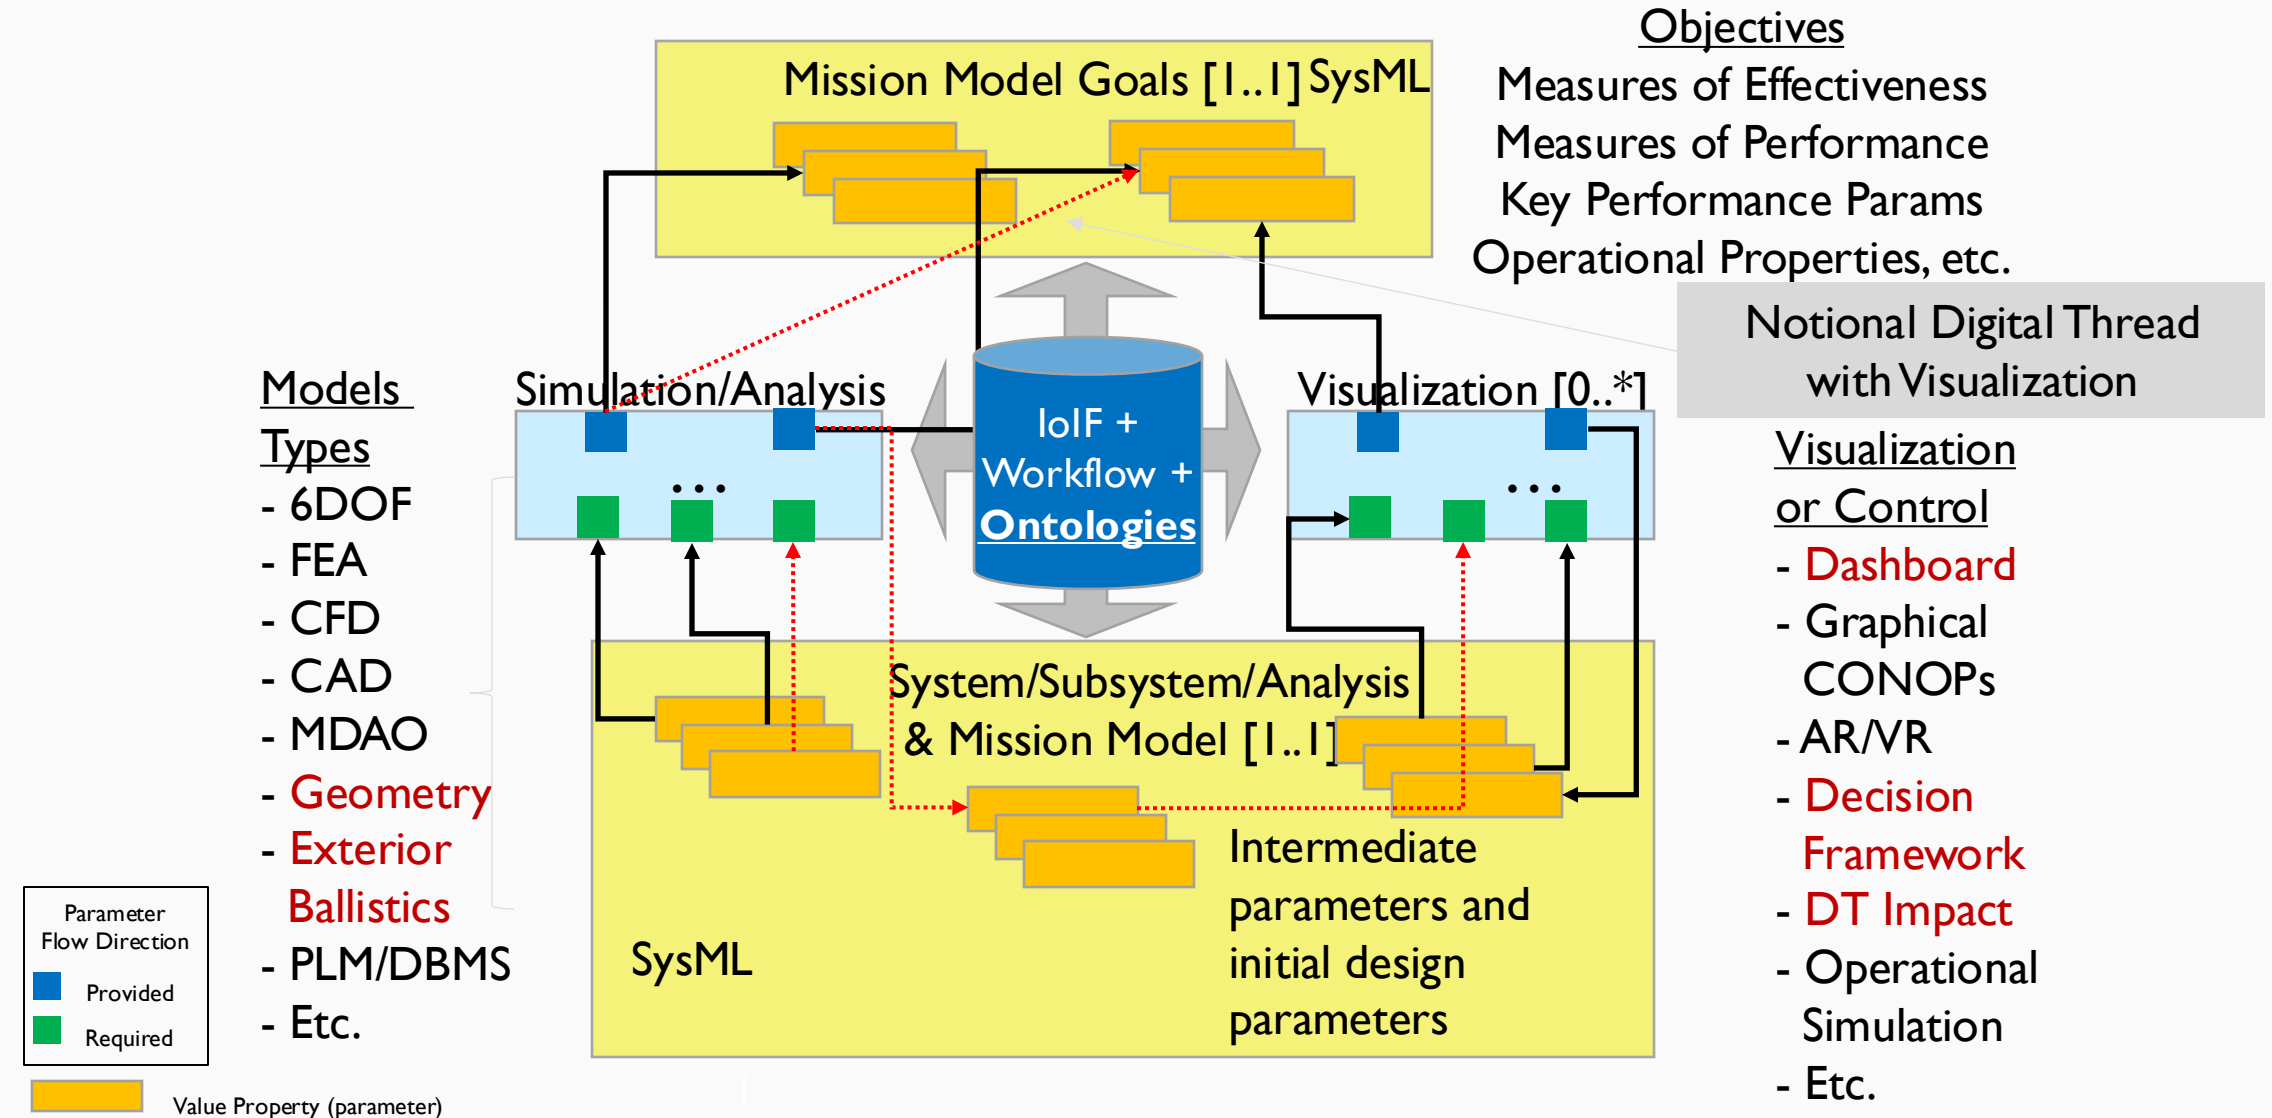 Objectives
Measures of Effectiveness
Measures of Performance
Key Performance Params
Operational Properties, etc.
Mission Model Goals [1..1] SysML
Notional Digital Thread
with Visualization
Models
Types
- 6DOF
- FEA
- CFD
- CAD
- MDAO
- Geometry
- Exterior
Ballistics
- PLM/DBMS
- Etc.
Simulation/Analysis
...
IoIF +
Workflow +
Ontologies
Visualization [0..*]
...
Visualization
or Control
- Dashboard
- Graphical
CONOPs
- AR/VR
- Decision
Framework
- DT Impact
- Operational
Simulation
- Etc.
System/Subsystem/Analysis
& Mission Model [1..1]
Intermediate
parameters and
initial design
parameters
SysML
Parameter
Flow Direction
Provided
Required
Value Property (parameter)